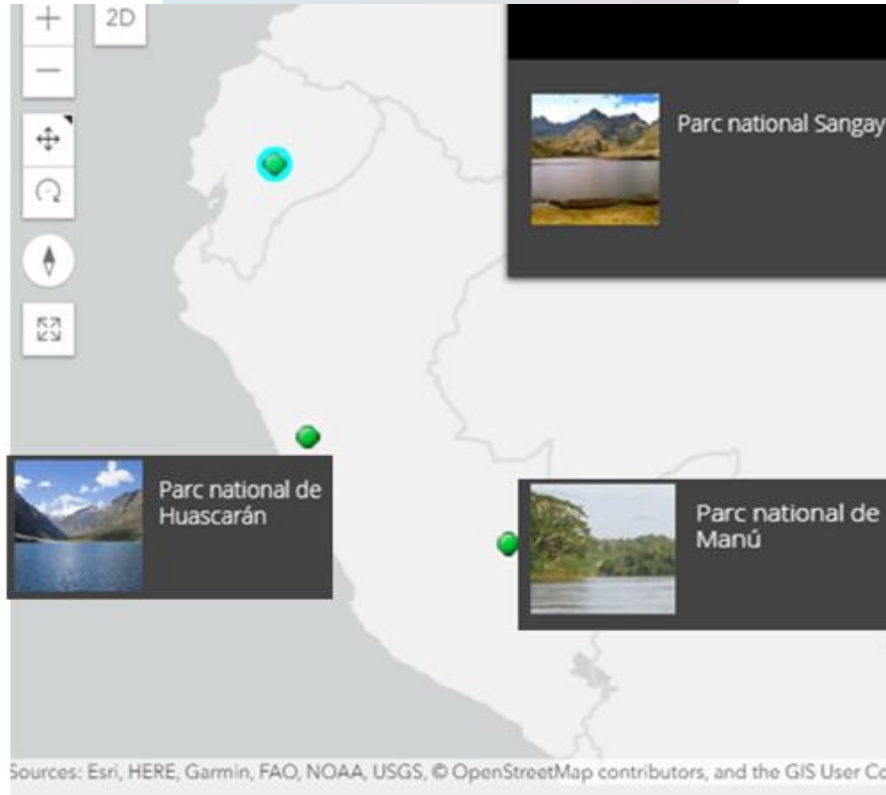 2D
Parc national Sangay
Parc national de
Huascarán
Parc national de
Manú
Sources: Esri, HERE, Garmin, FAO, NOAA, USGS, © OpenStreetMap contributors, and the GIS User Co